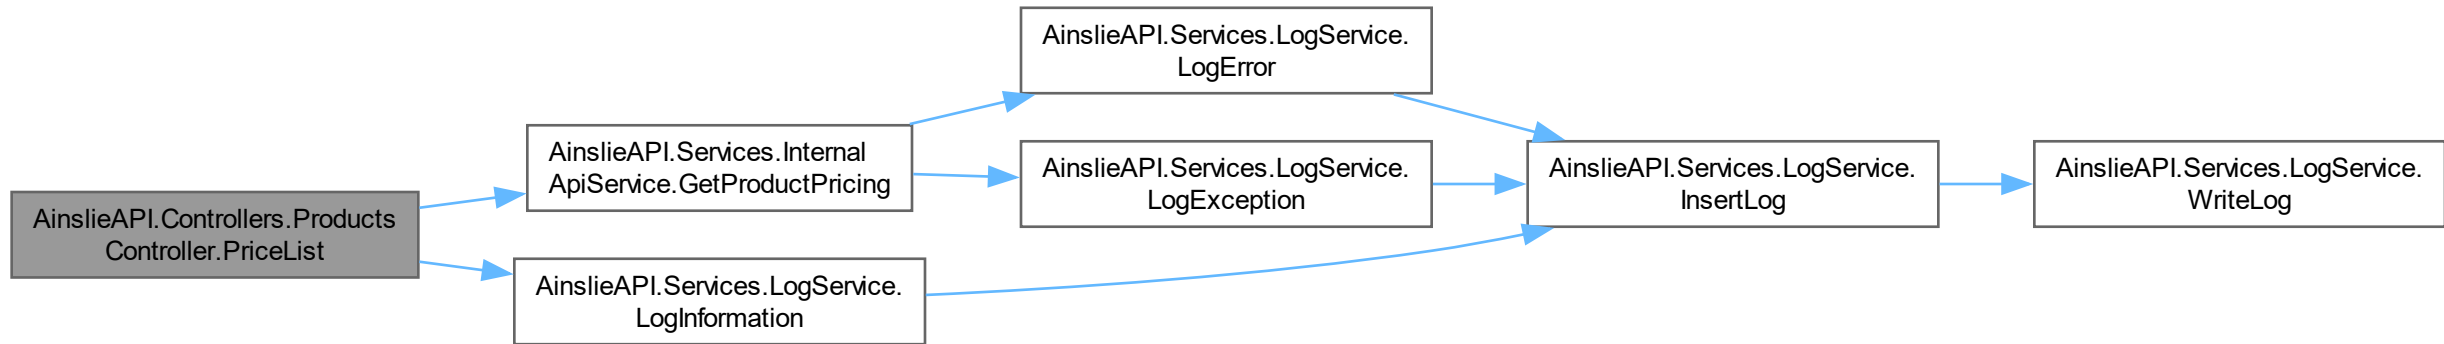 AinslieAPI.Controllers.Products
Controller.PriceList
AinslieAPI.Services.Internal
ApiService.GetProductPricing
AinslieAPI.Services.LogService.
LogError
AinslieAPI.Services.LogService.
LogException
AinslieAPI.Services.LogService.
LogInformation
AinslieAPI.Services.LogService.
InsertLog
AinslieAPI.Services.LogService.
WriteLog